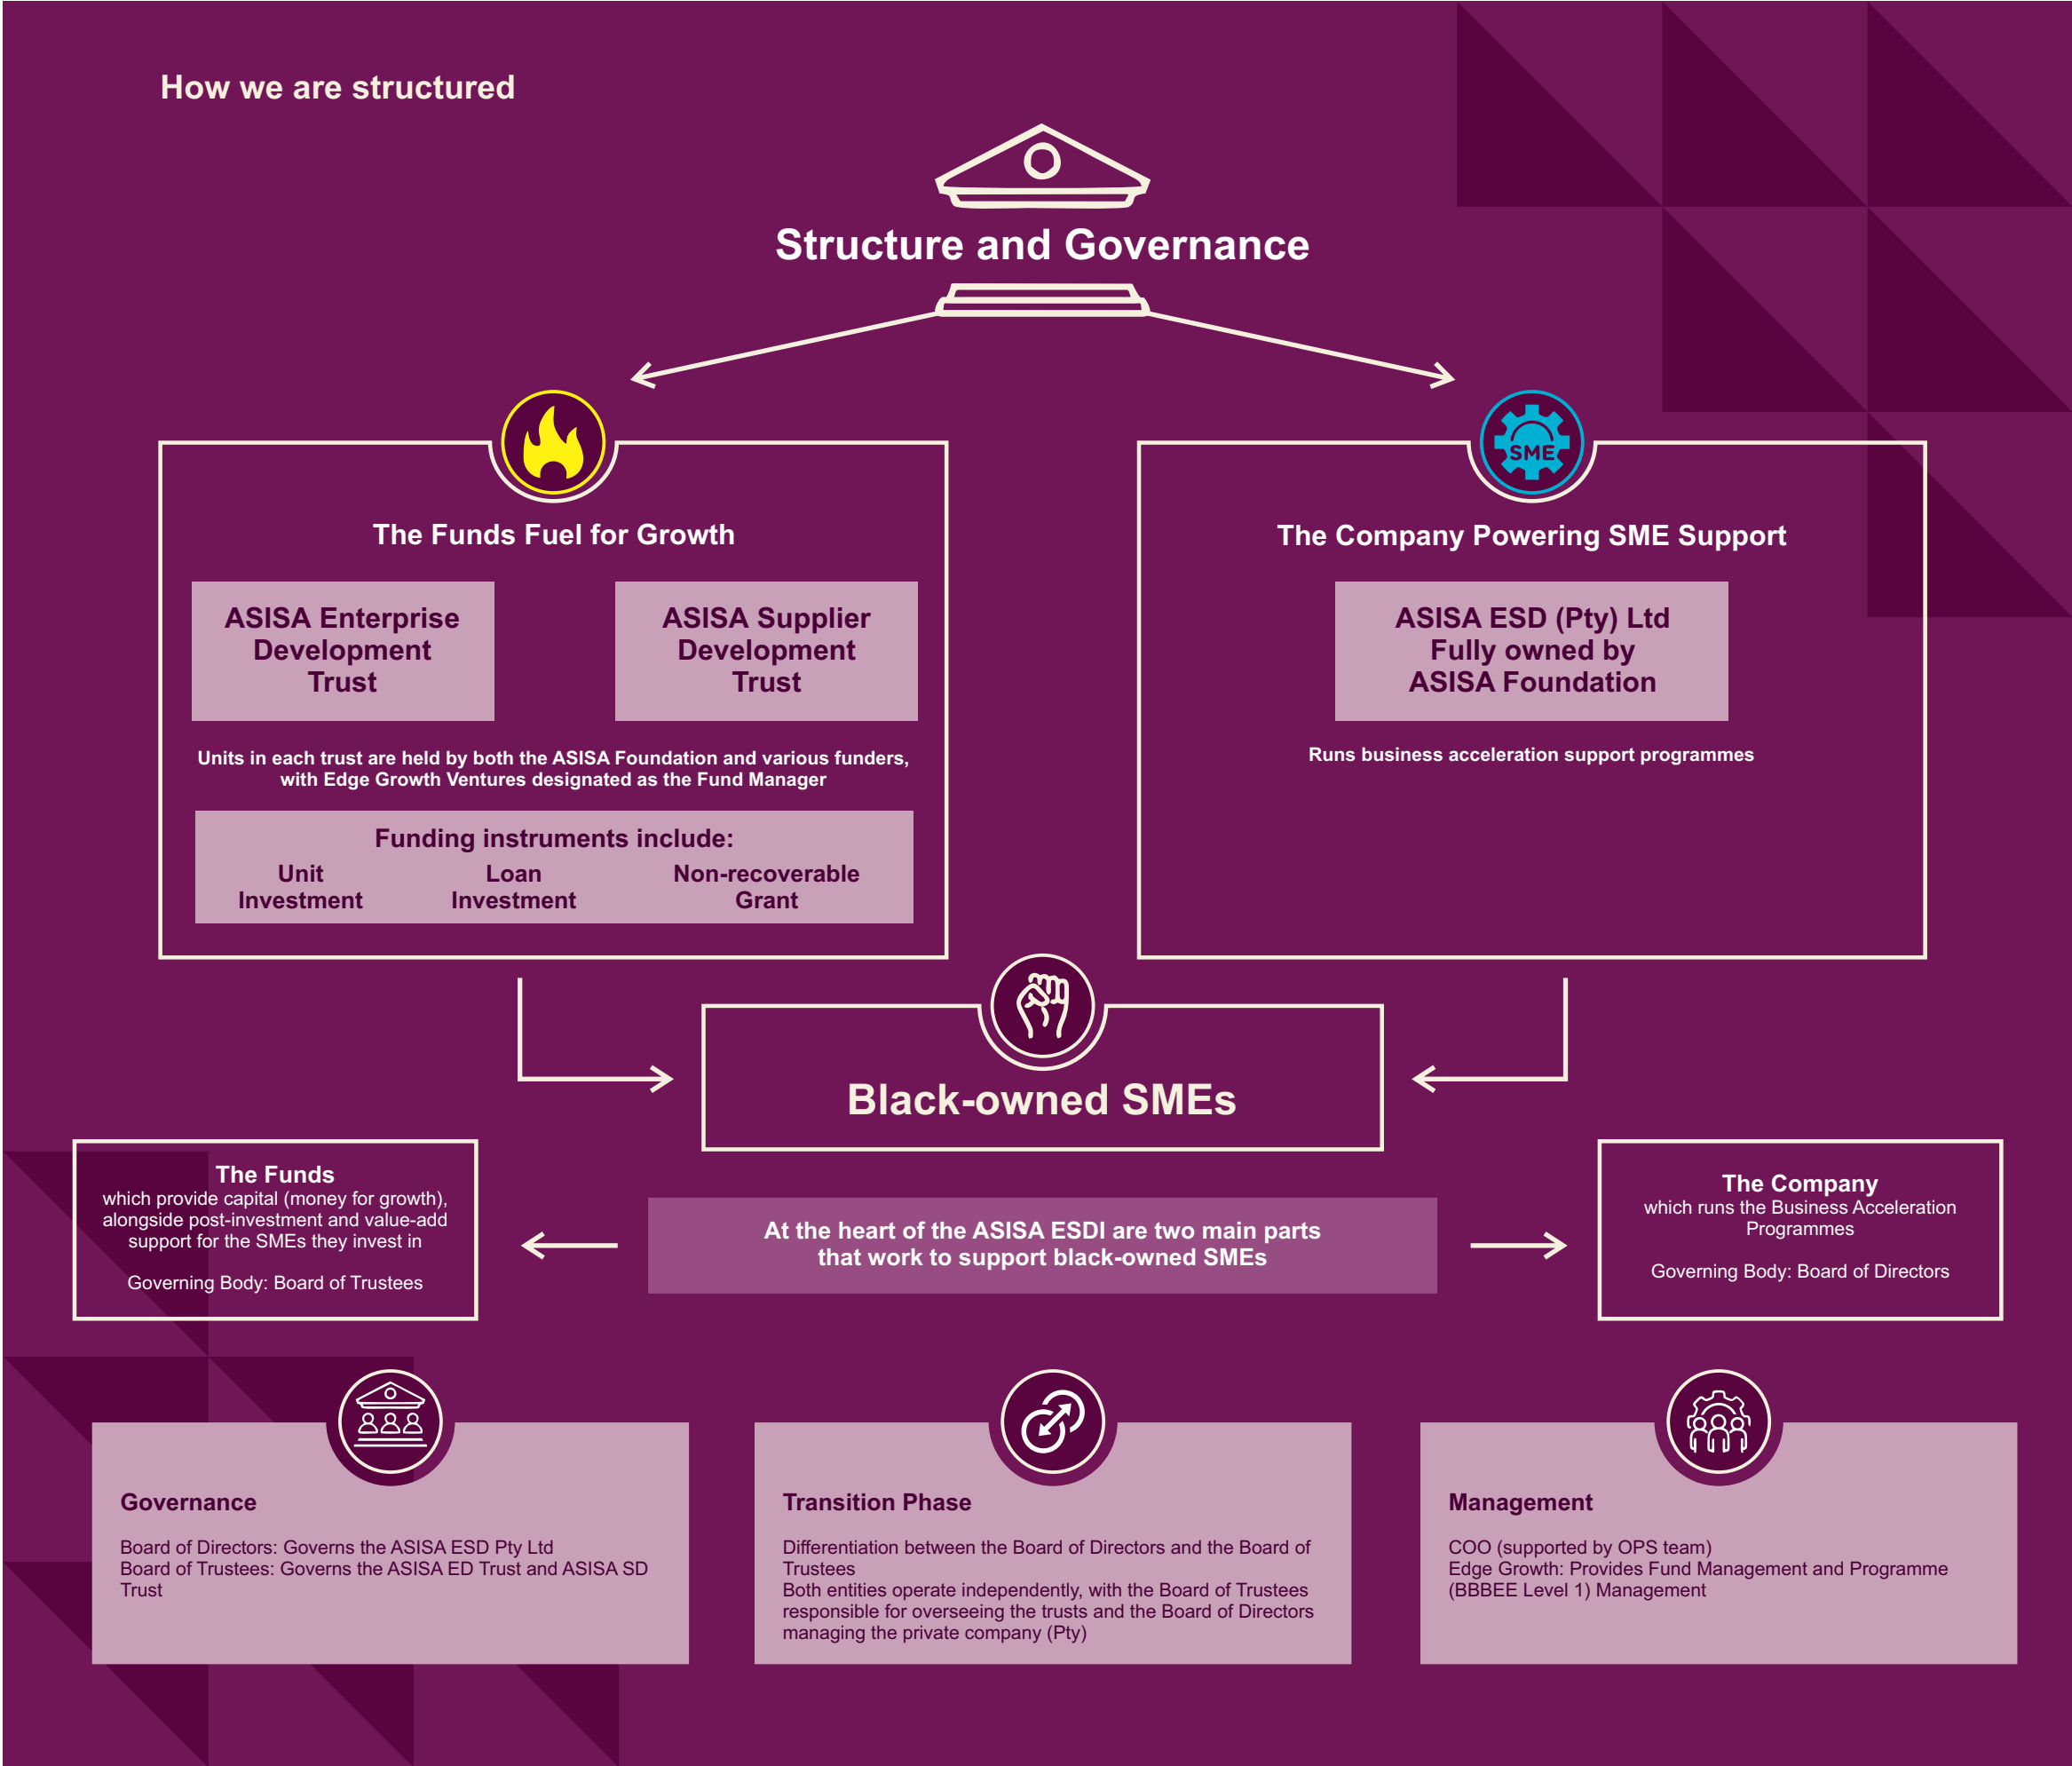 How we are structured
Structure and Governance
The Funds Fuel for Growth
ASISA Enterprise
Development
Trust
ASISA Supplier
Development
Trust
Units in each trust are held by both the ASISA Foundation and various funders,
with Edge Growth Ventures designated as the Fund Manager
Funding instruments include:
Unit
Investment
Loan
Investment
Non-recoverable
Grant
SME
The Company Powering SME Support
ASISA ESD (Pty) Ltd
Fully owned by
ASISA Foundation
Runs business acceleration support programmes
Black-owned SMEs
The Funds
which provide capital (money for growth),
alongside post-investment and value-add
support for the SMEs they invest in
Governing Body: Board of Trustees
At the heart of the ASISA ESDI are two main parts
that work to support black-owned SMEs
The Company
which runs the Business Acceleration
Programmes
Governing Body: Board of Directors
Governance
Board of Directors: Governs the ASISA ESD Pty Ltd
Board of Trustees: Governs the ASISA ED Trust and ASISA SD
Trust
Transition Phase
Differentiation between the Board of Directors and the Board of
Trustees
Both entities operate independently, with the Board of Trustees
responsible for overseeing the trusts and the Board of Directors
managing the private company (Pty)
Management
COO (supported by OPS team)
Edge Growth: Provides Fund Management and Programme
(BBBEE Level 1) Management